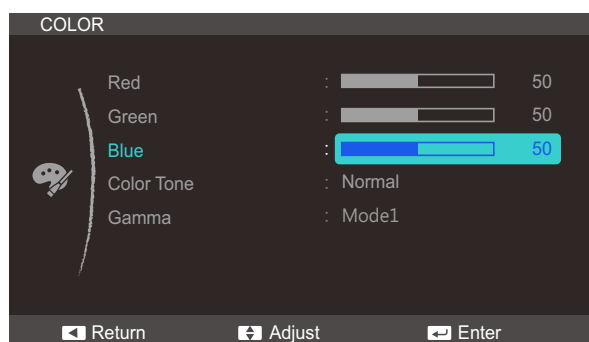 COLOR
Red : 50
Green : 50
Blue : 50
Color Tone : Normal
Gamma : Mode1
Return Adjust Enter